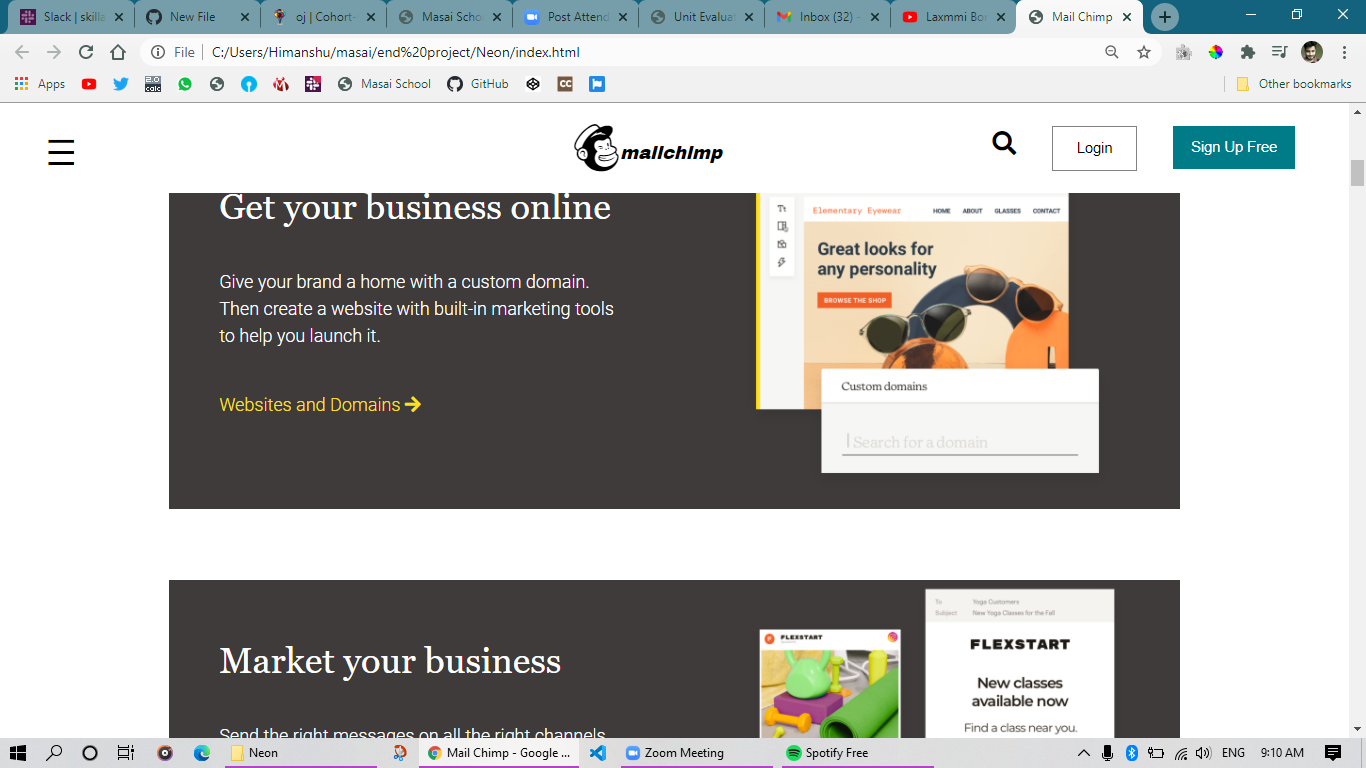 Slack | skilla
New File
oj | Cohort-
Masai Schoo
Post Attend
Unit Evaluat
Inbox (32) -
Laxmmi Bor
Mail Chimp
File
C:/Users/Himanshu/masai/end%20project/Neon/index.html
Apps
Masai School
GitHub
CC
Other bookmarks
mailchimp
Login
Sign Up Free
Get your business online
Give your brand a home with a custom domain.
Then create a website with built-in marketing tools
to help you launch it.
Websites and Domains
Tt
Elementary Eyewear
HOME ABOUT GLASSES CONTACT
Great looks for
any personality
BROWSE THE SHOP
Custom domains
Search for a domain
Market your business
Send the right messages on all the right channels
FLEXSTART
To Yoga Customers
Subject New Yoga Classes for the Fall
FLEXSTART
New classes
available now
Find a class near you.
Neon
Mail Chimp - Google ...
Zoom Meeting
Spotify Free
ENG
9:10 AM